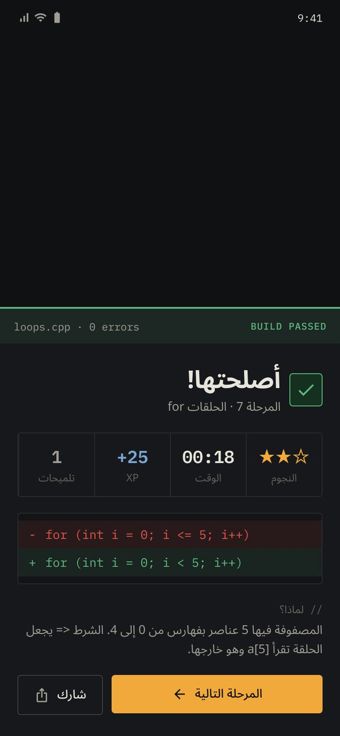 9:41
BUILD PASSED
loops.cpp · 0 errors
أصلحتها!
المرحلة 7 · الحلقات for
★★☆
النجوم
00:18
الوقت
+25
XP
1
تلميحات
- for (int i = 0; i <= 5; i++)
+ for (int i = 0; i < 5; i++)
// لماذا؟
المصفوفة فيها 5 عناصر بفهارس من 0 إلى 4. الشرط <= يجعل
الحلقة تقرأ a[5] وهو خارجها.
المرحلة التالية ←
شارك